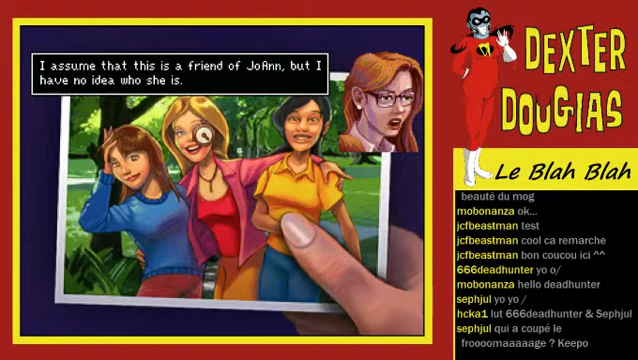 I assume that this is a friend of JoAnn, but I
have no idea who she is.
DEXTER
DOUGLAS
Le Blah Blah
beauté du mog
mobonanza ok...
jcfbeastman test
jcfbeastman cool ca remarche
jcfbeastman bon coucou ici ^^
666deadhunter yo o/
mobonanza hello deadhunter
sephjul yo yo /
hcka1 lut 666deadhunter & Sephjul
sephjul qui a coupé le
froooomaaaaage ? Keepo